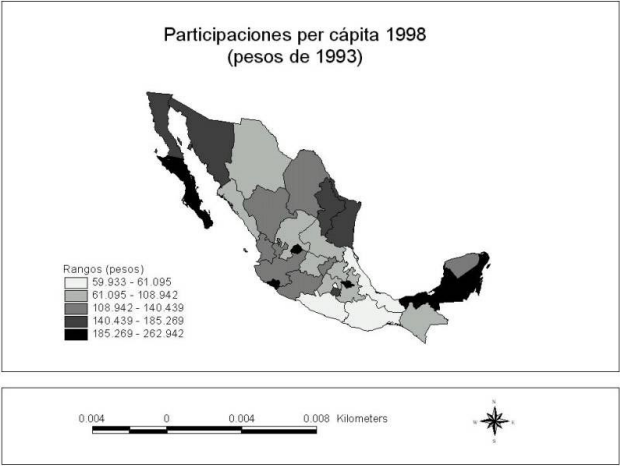 Participaciones per cápita 1998
(pesos de 1993)
Rangos (pesos)
59.933 - 61.095
61.095 - 108.942
108.942 - 140.439
140.439 - 185.269
185.269 - 262.942
0.004 0 0.004 0.008 Kilometers
N